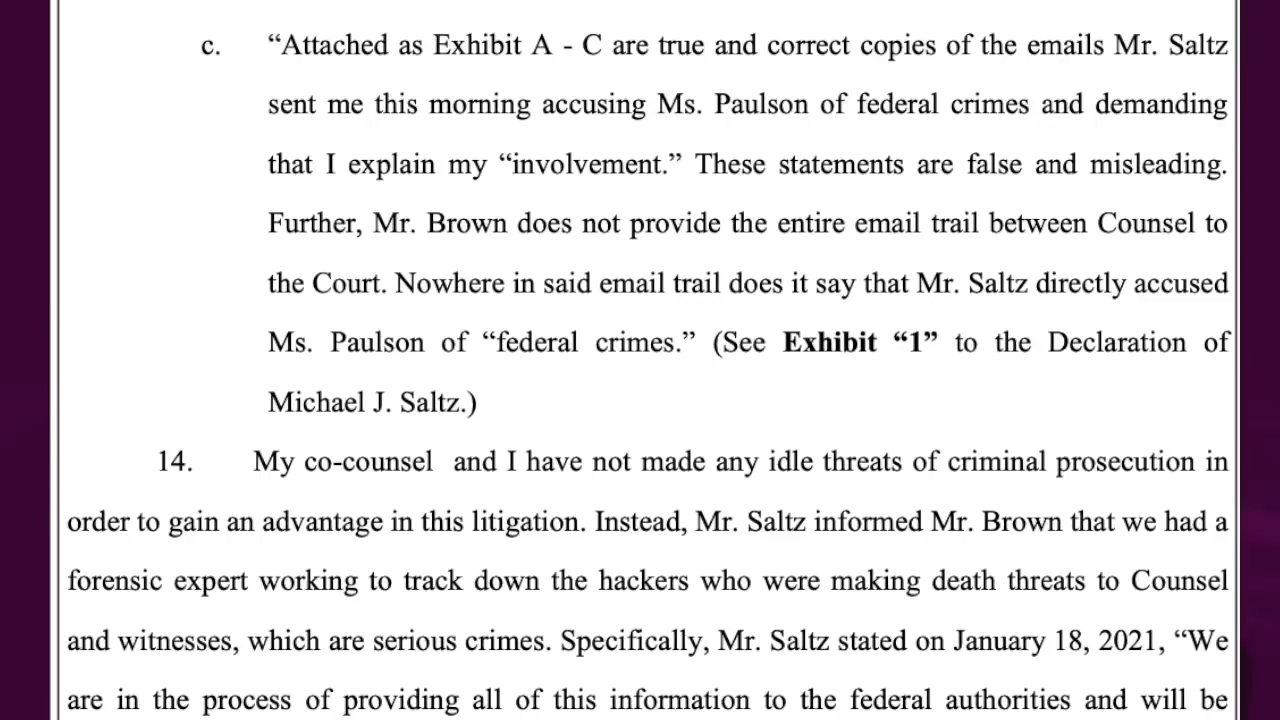 c. “Attached as Exhibit A - C are true and correct copies of the emails Mr. Saltz
sent me this morning accusing Ms. Paulson of federal crimes and demanding
that I explain my “involvement.” These statements are false and misleading.
Further, Mr. Brown does not provide the entire email trail between Counsel to
the Court. Nowhere in said email trail does it say that Mr. Saltz directly accused
Ms. Paulson of “federal crimes.” (See Exhibit “1” to the Declaration of
Michael J. Saltz.)
14. My co-counsel and I have not made any idle threats of criminal prosecution in
order to gain an advantage in this litigation. Instead, Mr. Saltz informed Mr. Brown that we had a
forensic expert working to track down the hackers who were making death threats to Counsel
and witnesses, which are serious crimes. Specifically, Mr. Saltz stated on January 18, 2021, “We
are in the process of providing all of this information to the federal authorities and will be